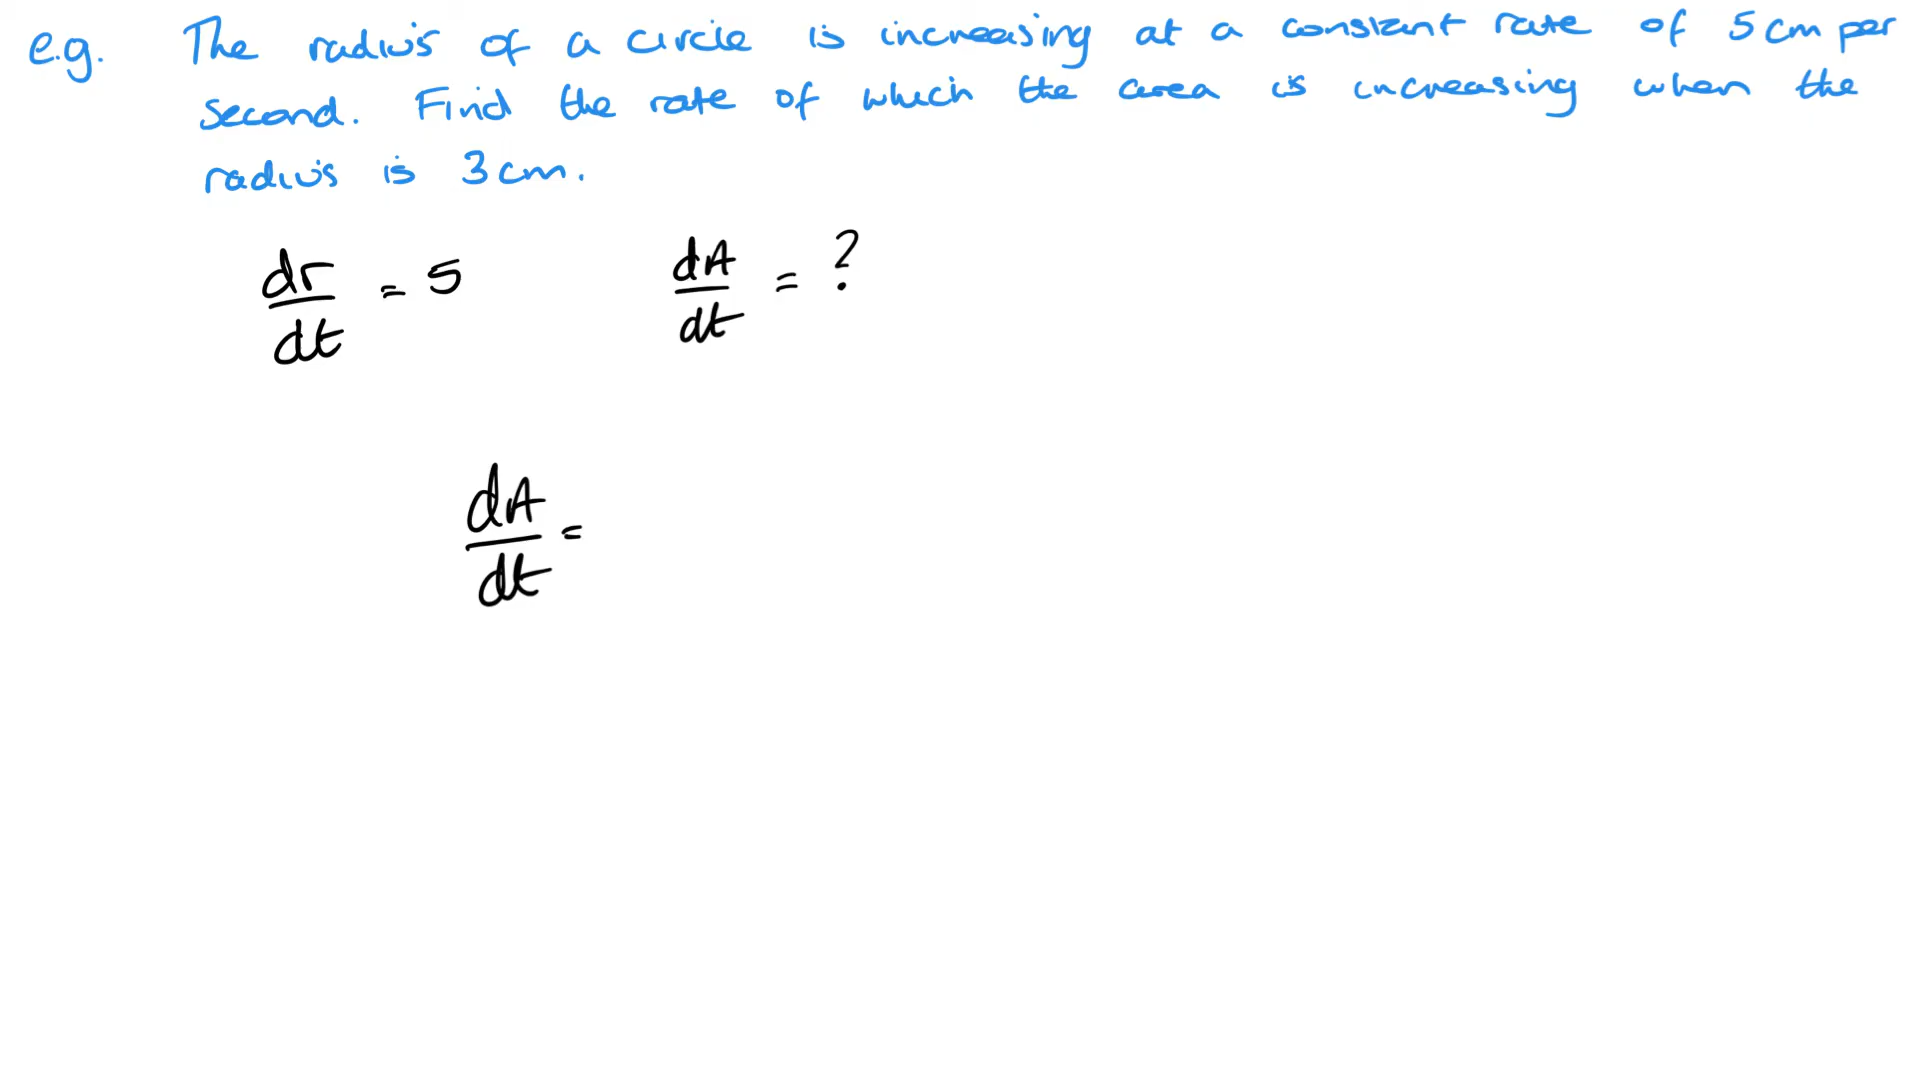 e.g. The radius of a circle is increasing at a constant rate of 5 cm per
second. Find the rate of which the area is increasing when the
radius is 3 cm.
dr/dt = 5 dA/dt = ?
dA/dt =